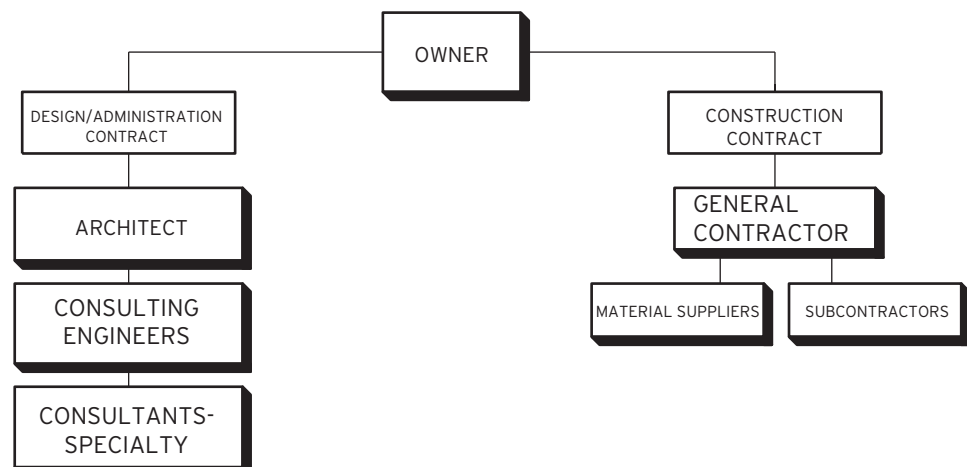 OWNER
DESIGN/ADMINISTRATION
CONTRACT
CONSTRUCTION
CONTRACT
ARCHITECT
GENERAL
CONTRACTOR
CONSULTING
ENGINEERS
MATERIAL SUPPLIERS
SUBCONTRACTORS
CONSULTANTS-
SPECIALTY